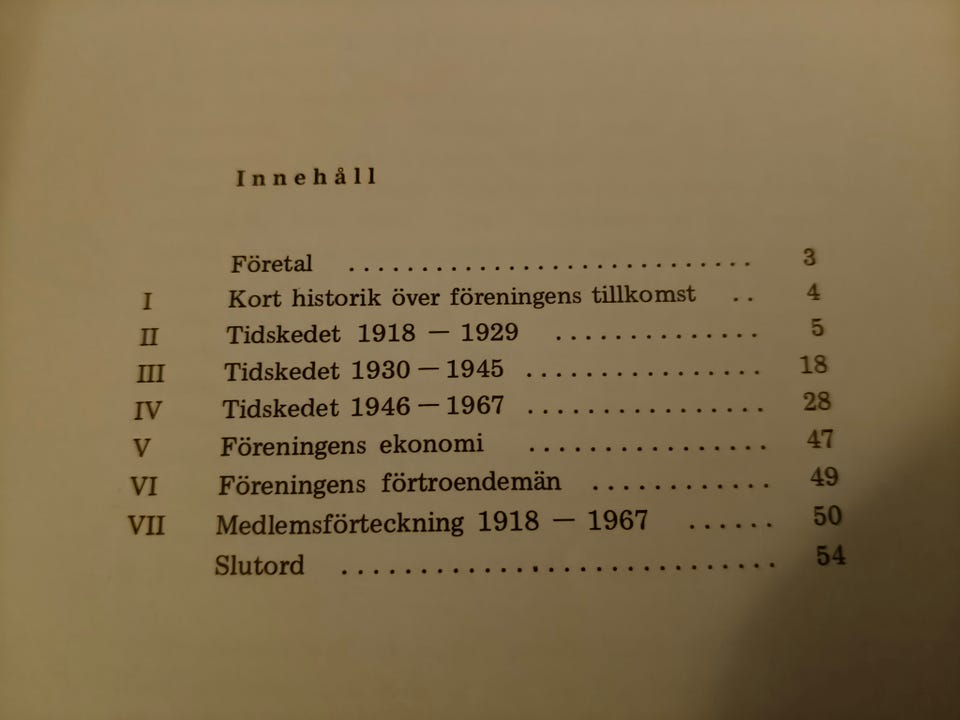 Innehåll
Företal ............................ 3
I Kort historik över föreningens tillkomst .. 4
II Tidskedet 1918 — 1929 .............. 5
III Tidskedet 1930 — 1945 ................ 18
IV Tidskedet 1946 — 1967 ................ 28
V Föreningens ekonomi ................ 47
VI Föreningens förtroendemän ............ 49
VII Medlemsförteckning 1918 — 1967 ...... 50
Slutord .............................. 54